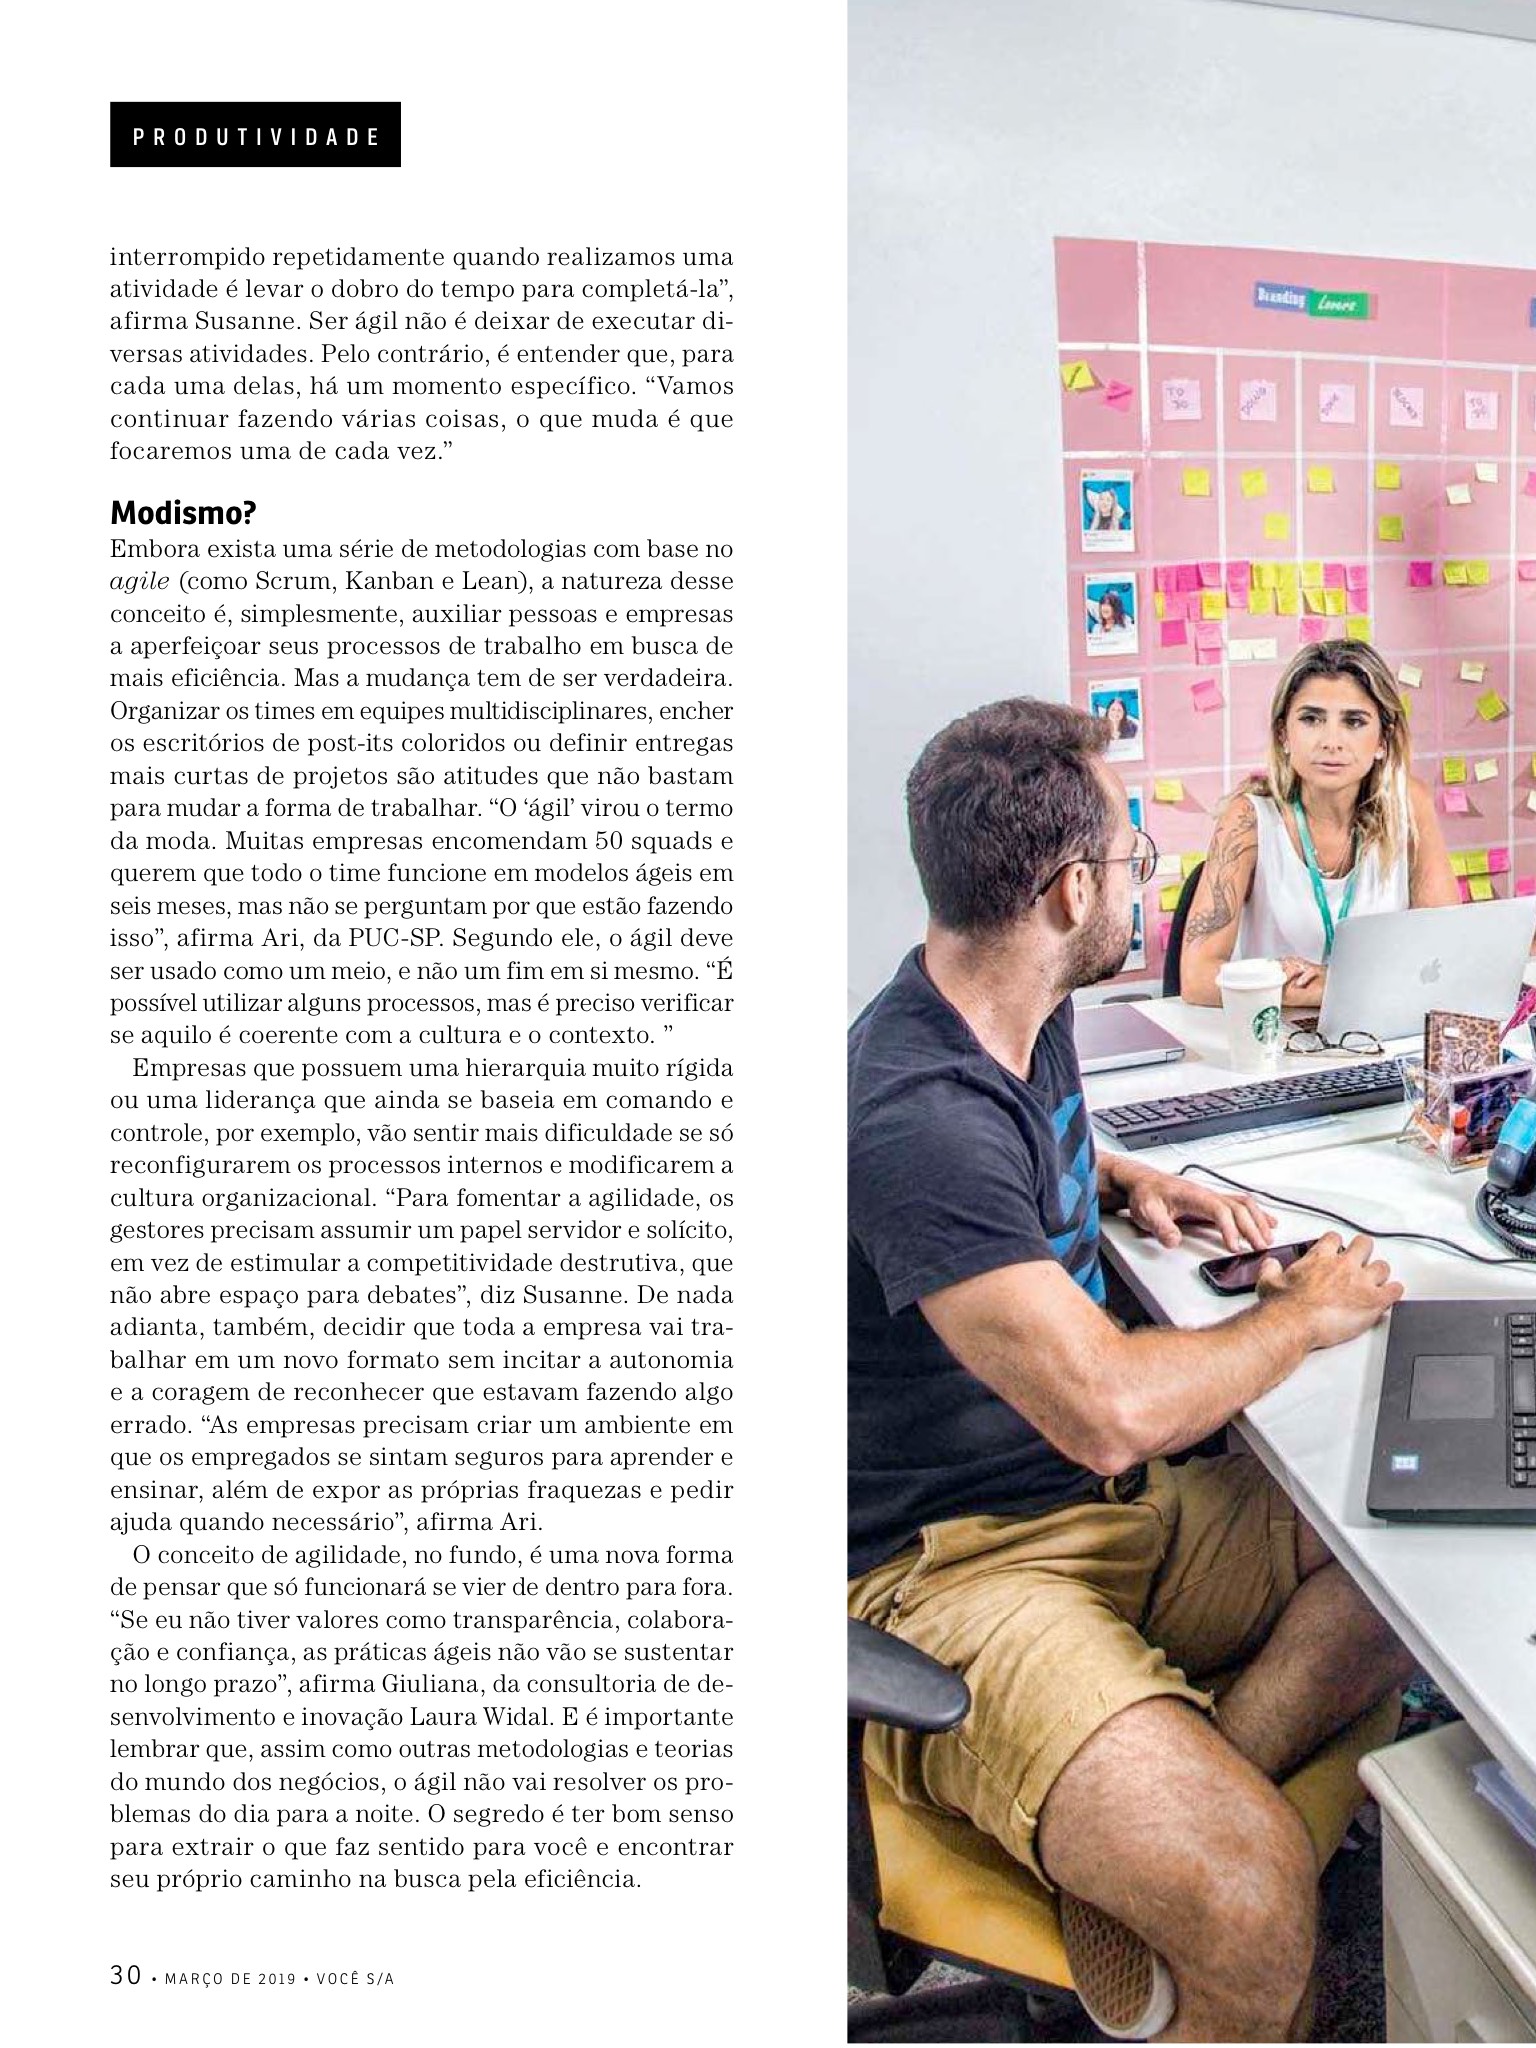 PRODUTIVIDADE
interrompido repetidamente quando realizamos uma
atividade é levar o dobro do tempo para completá-la”,
afirma Susanne. Ser ágil não é deixar de executar di-
versas atividades. Pelo contrário, é entender que, para
cada uma delas, há um momento específico. “Vamos
continuar fazendo várias coisas, o que muda é que
focaremos uma de cada vez.”
Modismo?
Embora exista uma série de metodologias com base no
agile (como Scrum, Kanban e Lean), a natureza desse
conceito é, simplesmente, auxiliar pessoas e empresas
a aperfeiçoar seus processos de trabalho em busca de
mais eficiência. Mas a mudança tem de ser verdadeira.
Organizar os times em equipes multidisciplinares, encher
os escritórios de post-its coloridos ou definir entregas
mais curtas de projetos são atitudes que não bastam
para mudar a forma de trabalhar. “O ‘ágil’ virou o termo
da moda. Muitas empresas encomendam 50 squads e
querem que todo o time funcione em modelos ágeis em
seis meses, mas não se perguntam por que estão fazendo
isso”, afirma Ari, da PUC-SP. Segundo ele, o ágil deve
ser usado como um meio, e não um fim em si mesmo. “É
possível utilizar alguns processos, mas é preciso verificar
se aquilo é coerente com a cultura e o contexto. ”
Empresas que possuem uma hierarquia muito rígida
ou uma liderança que ainda se baseia em comando e
controle, por exemplo, vão sentir mais dificuldade se só
reconfigurarem os processos internos e modificarem a
cultura organizacional. “Para fomentar a agilidade, os
gestores precisam assumir um papel servidor e solícito,
em vez de estimular a competitividade destrutiva, que
não abre espaço para debates”, diz Susanne. De nada
adianta, também, decidir que toda a empresa vai tra-
balhar em um novo formato sem incitar a autonomia
e a coragem de reconhecer que estavam fazendo algo
errado. “As empresas precisam criar um ambiente em
que os empregados se sintam seguros para aprender e
ensinar, além de expor as próprias fraquezas e pedir
ajuda quando necessário”, afirma Ari.
O conceito de agilidade, no fundo, é uma nova forma
de pensar que só funcionará se vier de dentro para fora.
“Se eu não tiver valores como transparência, colabora-
ção e confiança, as práticas ágeis não vão se sustentar
no longo prazo”, afirma Giuliana, da consultoria de de-
senvolvimento e inovação Laura Widal. E é importante
lembrar que, assim como outras metodologias e teorias
do mundo dos negócios, o ágil não vai resolver os pro-
blemas do dia para a noite. O segredo é ter bom senso
para extrair o que faz sentido para você e encontrar
seu próprio caminho na busca pela eficiência.
30 • MARÇO DE 2019 • VOCÊ S/A
Branding Lovers
TO DO
DOING
DONE
BLOCKED
TO DO